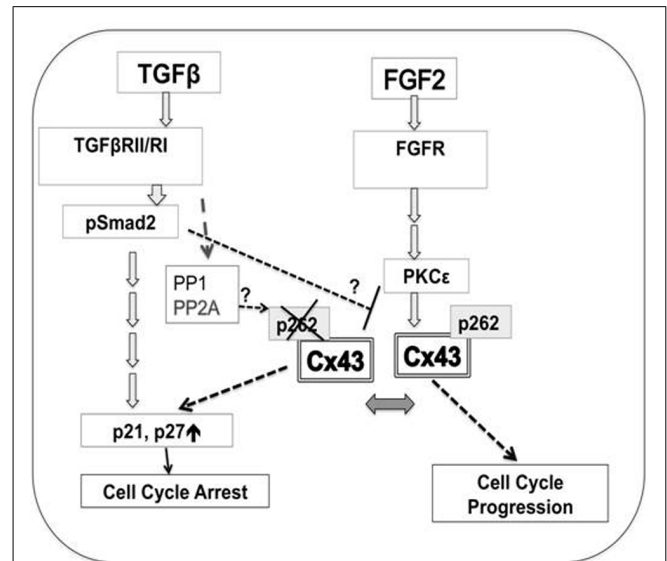 TGFβ
FGF2
TGFβRII/RI
FGFR
pSmad2
PP1
PP2A
?
?
PKCε
p262
p262
Cx43
Cx43
p21, p27
Cell Cycle Arrest
Cell Cycle
Progression